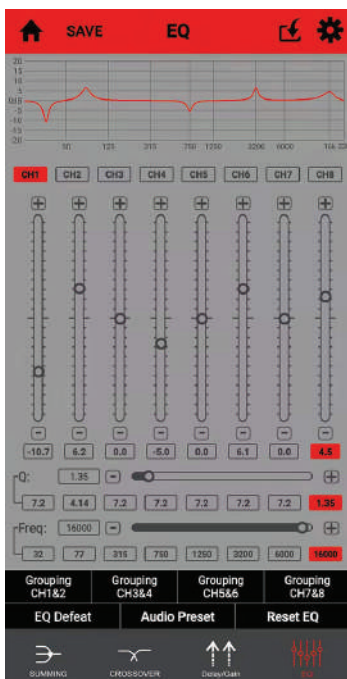 SAVE EQ
20
15
10
5
0dB
-5
-10
-15
-20
50 125 315 750 1250 3200 6000 16k
CH1 CH2 CH3 CH4 CH5 CH6 CH7 CH8
-10.7 6.2 0.0 -5.0 0.0 6.1 0.0 4.5
Q: 1.35
7.2 4.14 7.2 7.2 7.2 7.2 7.2 1.35
Freq: 16000
32 77 315 750 1250 3200 6000 16000
Grouping Grouping Grouping Grouping
CH1&2 CH3&4 CH5&6 CH7&8
EQ Defeat Audio Preset Reset EQ
SUMMING CROSSOVER Delay/Gain EQ